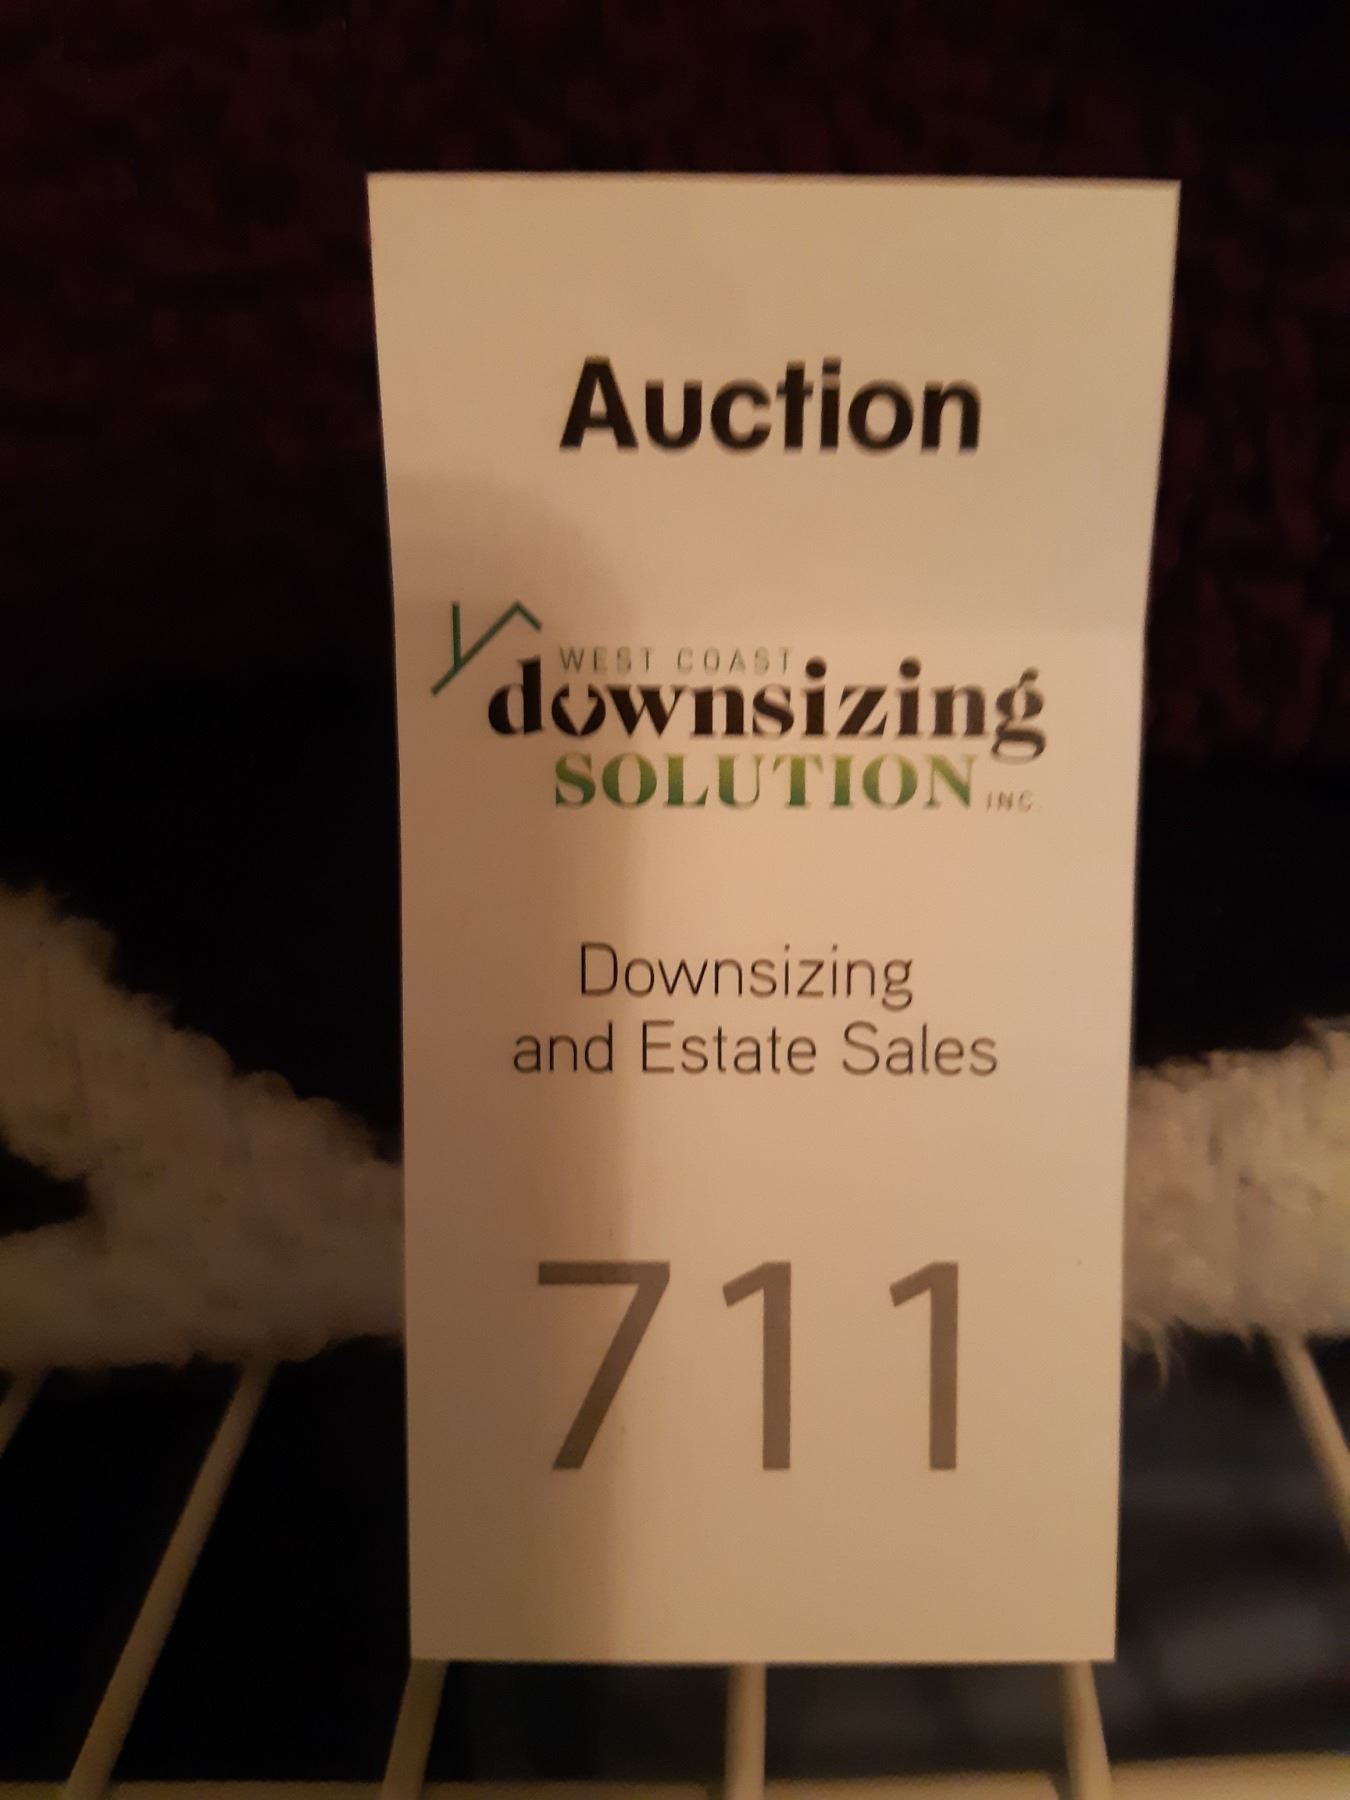 Auction
WEST COAST
downsizing
SOLUTION INC.
Downsizing
and Estate Sales
711